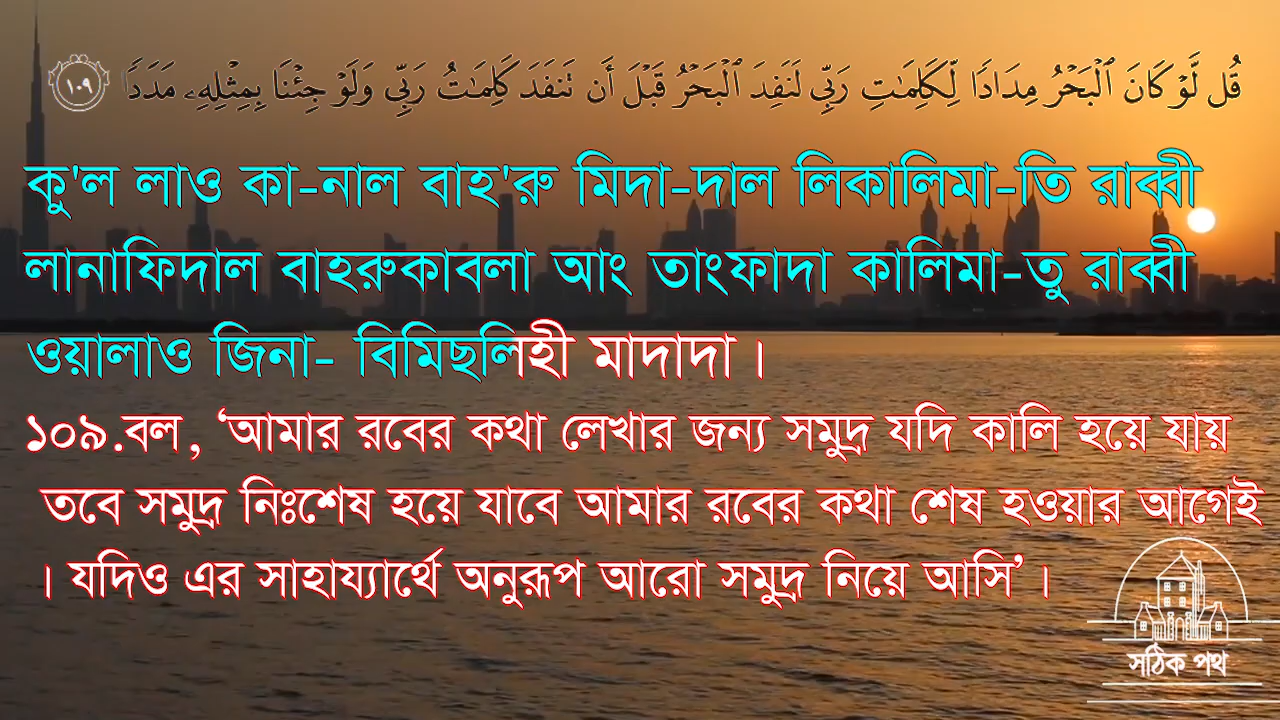 قُل لَّوْ كَانَ ٱلْبَحْرُ مِدَادًا لِّكَلِمَٰتِ رَبِّى لَنَفِدَ ٱلْبَحْرُ قَبْلَ أَن تَنفَدَ كَلِمَٰتُ رَبِّى وَلَوْ جِئْنَا بِمِثْلِهِۦ مَدَدًا ١٠٩
কু'ল লাও কা-নাল বাহ'রু মিদা-দাল লিকালিমা-তি রাব্বী
লানাফিদাল বাহরুকাবলা আং তাংফাদা কালিমা-তু রাব্বী
ওয়ালাও জিনা- বিমিছলিহী মাদাদা।
১০৯.বল, ‘আমার রবের কথা লেখার জন্য সমুদ্র যদি কালি হয়ে যায়
তবে সমুদ্র নিঃশেষ হয়ে যাবে আমার রবের কথা শেষ হওয়ার আগেই
। যদিও এর সাহায্যার্থে অনুরূপ আরো সমুদ্র নিয়ে আসি’।
সঠিক পথ